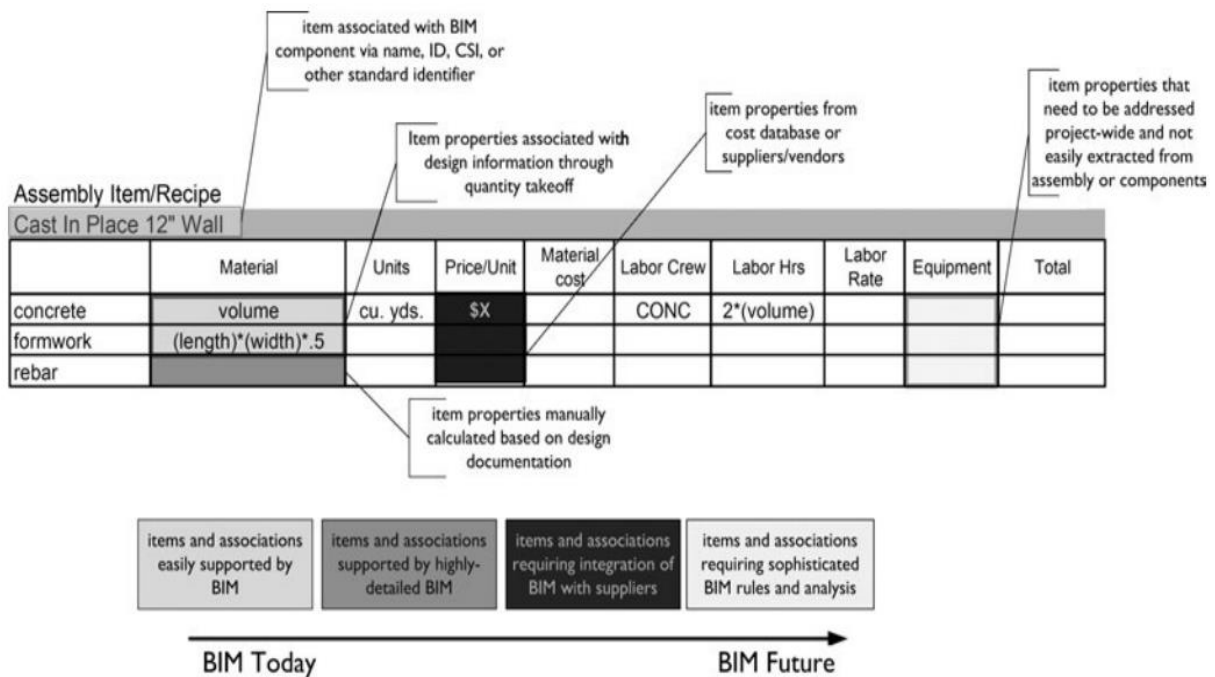 item associated with BIM
component via name, ID, CSI, or
other standard identifier
item properties that
need to be addressed
project-wide and not
easily extracted from
assembly or components
item properties from
cost database or
suppliers/vendors
Item properties associated with
design information through
quantity takeoff
Assembly Item/Recipe
Cast In Place 12" Wall
Material Units Price/Unit Material cost Labor Crew Labor Hrs Labor Rate Equipment Total
concrete volume cu. yds. $X CONC 2*(volume)
formwork (length)*(width)*.5
rebar
item properties manually
calculated based on design
documentation
items and associations
easily supported by
BIM
items and associations
supported by highly-
detailed BIM
items and associations
requiring integration of
BIM with suppliers
items and associations
requiring sophisticated
BIM rules and analysis
BIM Today BIM Future